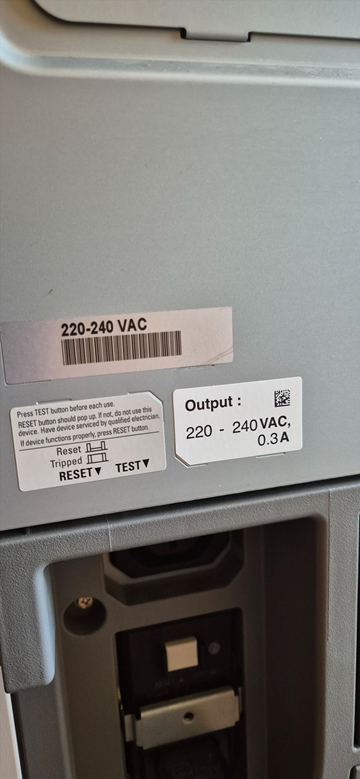 220-240 VAC
Press TEST button before each use.
RESET button should pop up. If not, do not use this
device. Have device serviced by qualified electrician.
If device functions properly, press RESET button.
Reset
Tripped
RESET▼ TEST▼
Output :
220 - 240 VAC,
0.3 A